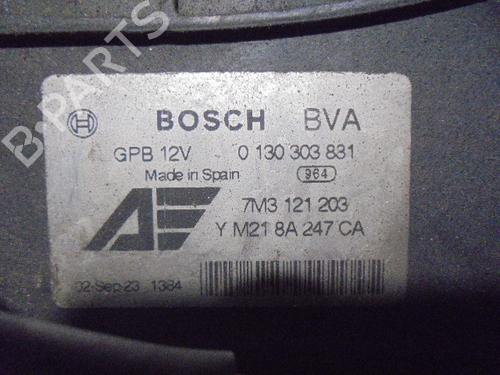 BOSCH BVA
GPB 12V 0 130 303 831
Made in Spain 964
7M3 121 203
Y M21 8A 247 CA
02-Sep-23 1384
B-PARTS